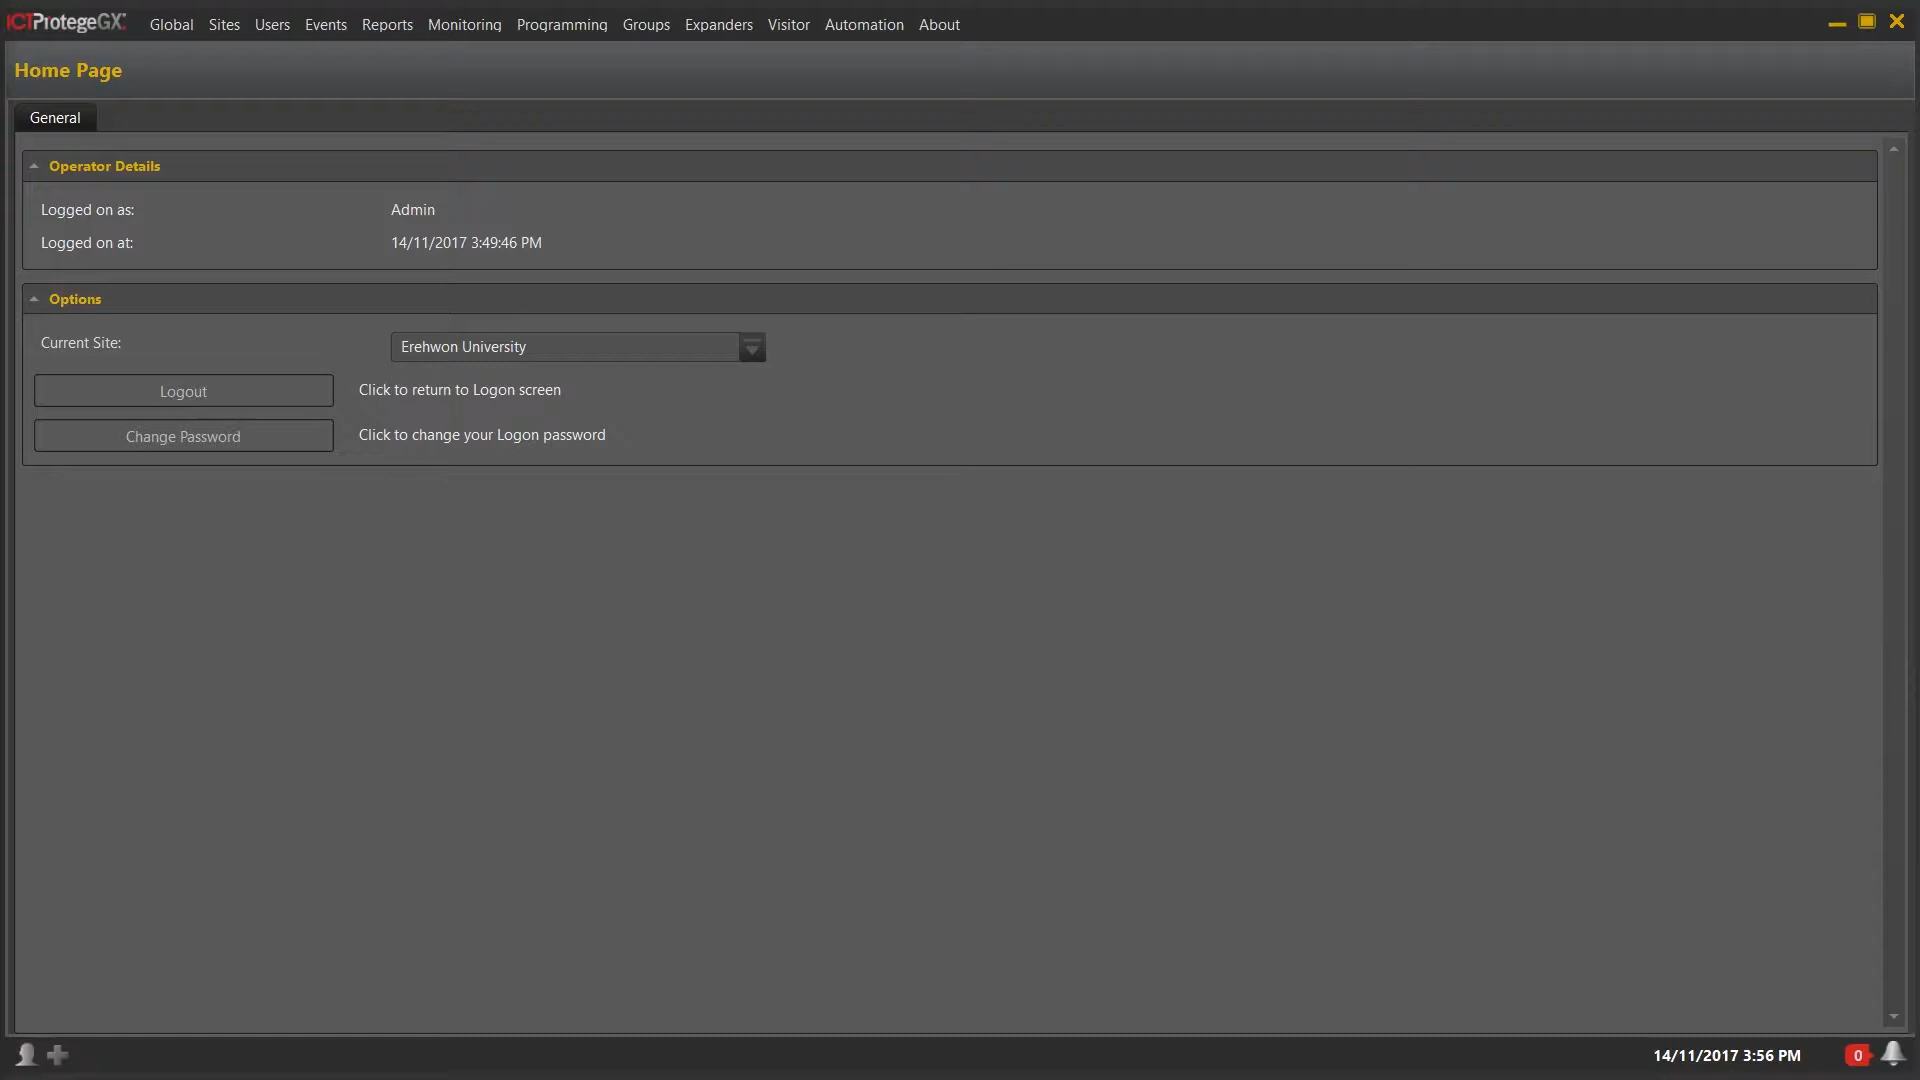 ICTProtegeGX Global Sites Users Events Reports Monitoring Programming Groups Expanders Visitor Automation About
Home Page
General
Operator Details
Logged on as: Admin
Logged on at: 14/11/2017 3:49:46 PM
Options
Current Site: Erehwon University
Logout Click to return to Logon screen
Change Password Click to change your Logon password
14/11/2017 3:56 PM 0